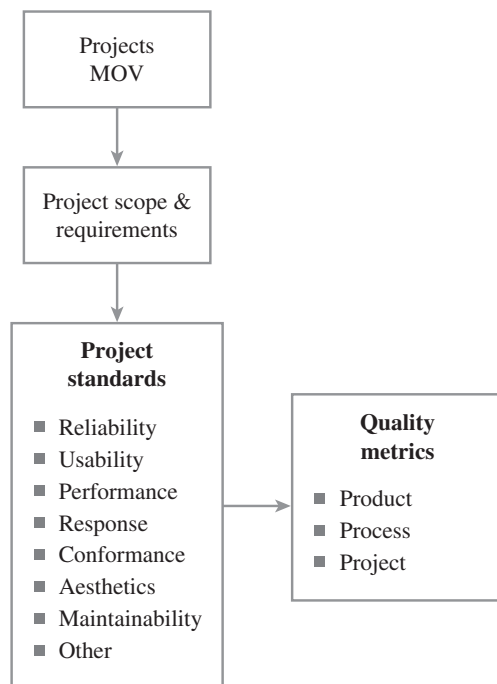 Projects
MOV
Project scope &
requirements
Project
standards
Reliability
Usability
Performance
Response
Conformance
Aesthetics
Maintainability
Other
Quality
metrics
Product
Process
Project